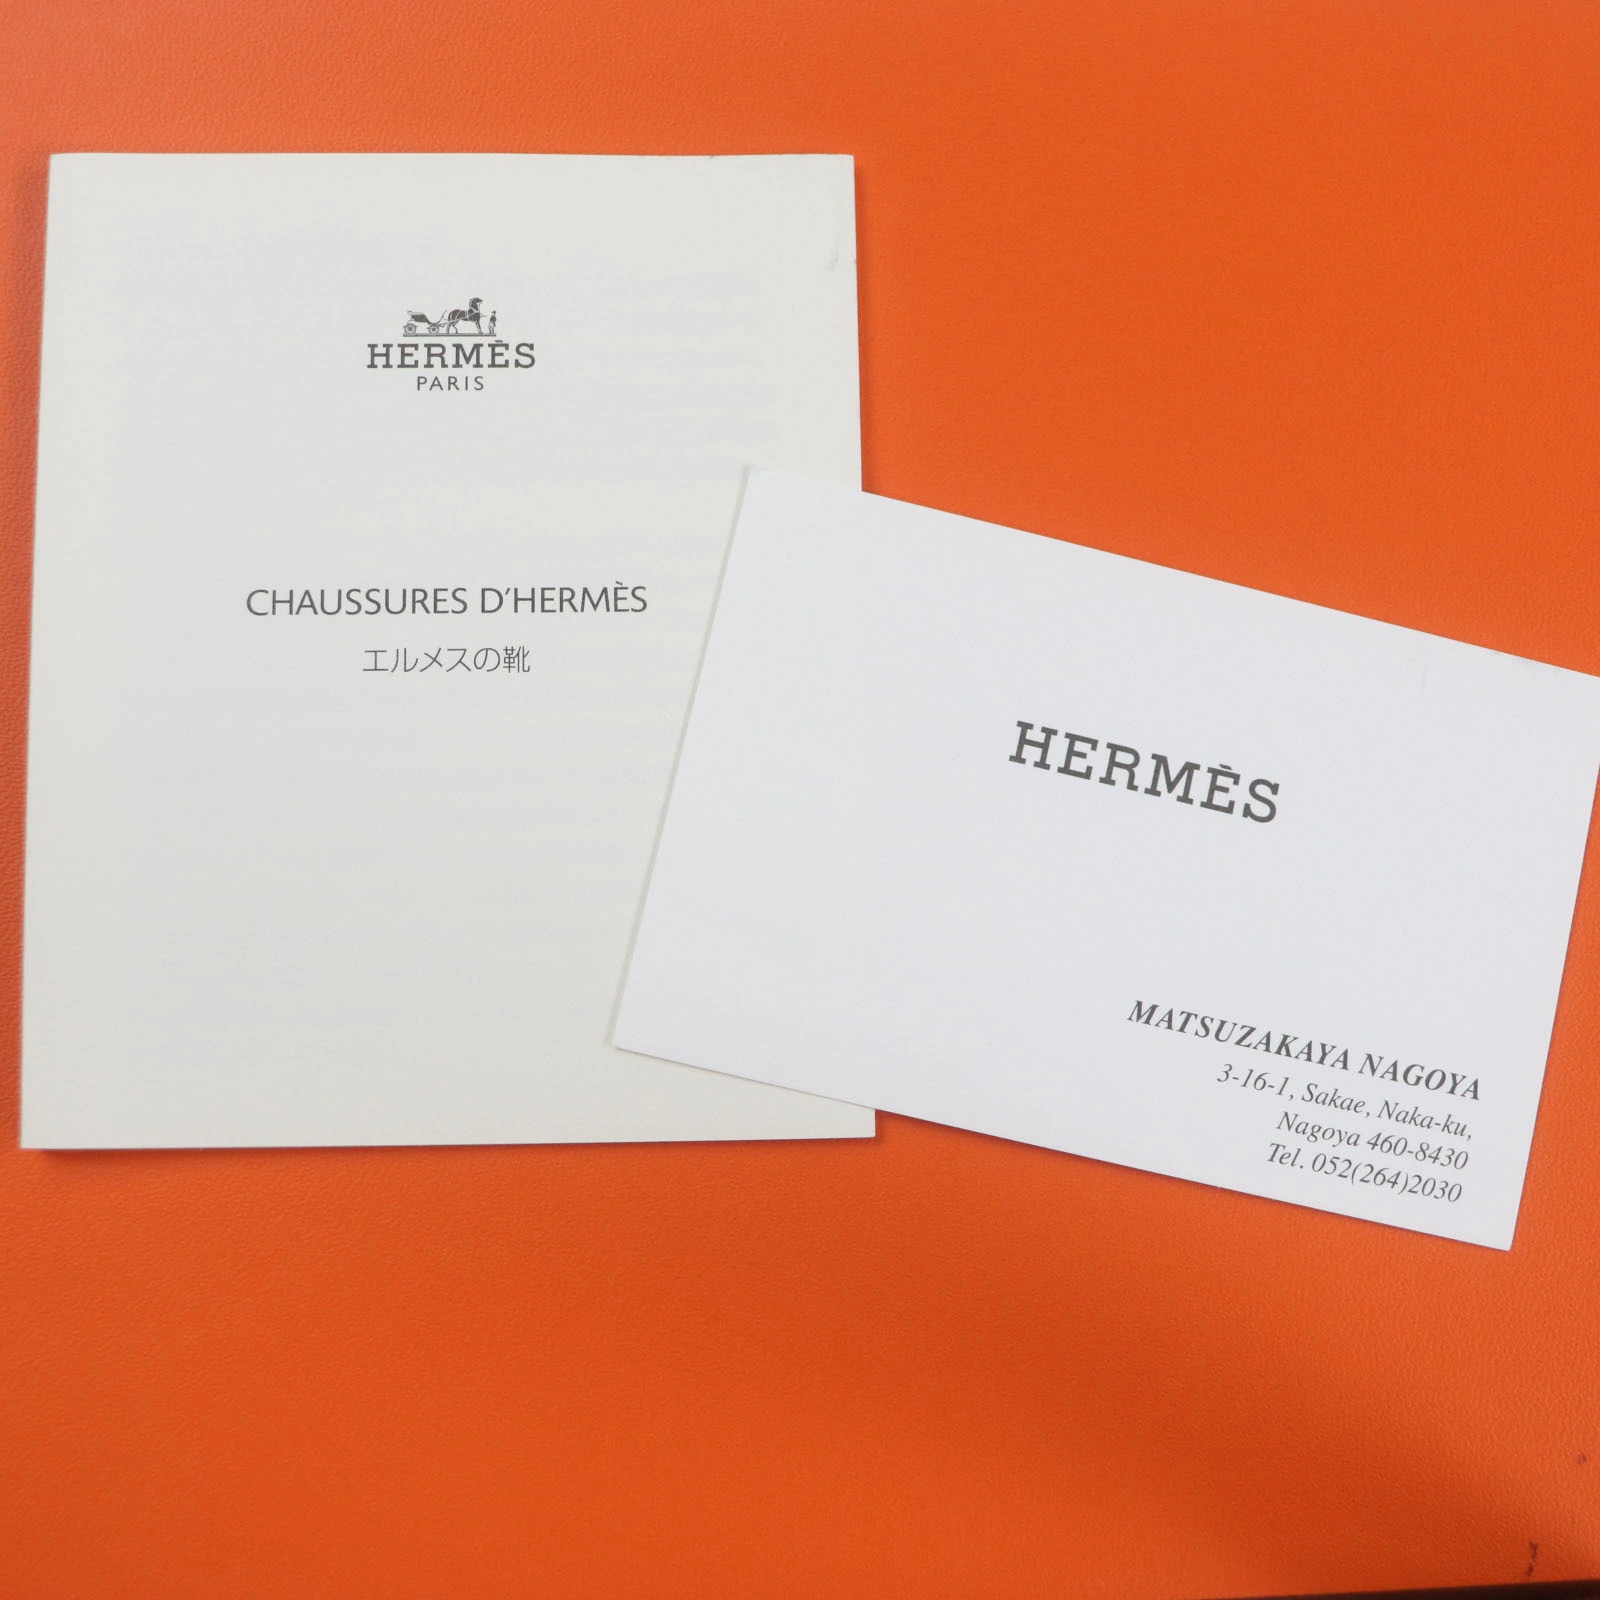 HERMÈS
PARIS
CHAUSSURES D'HERMÈS
エルメスの靴
HERMÈS
MATSUZAKAYA NAGOYA
3-16-1, Sakae, Naka-ku,
Nagoya 460-8430
Tel. 052(264)2030